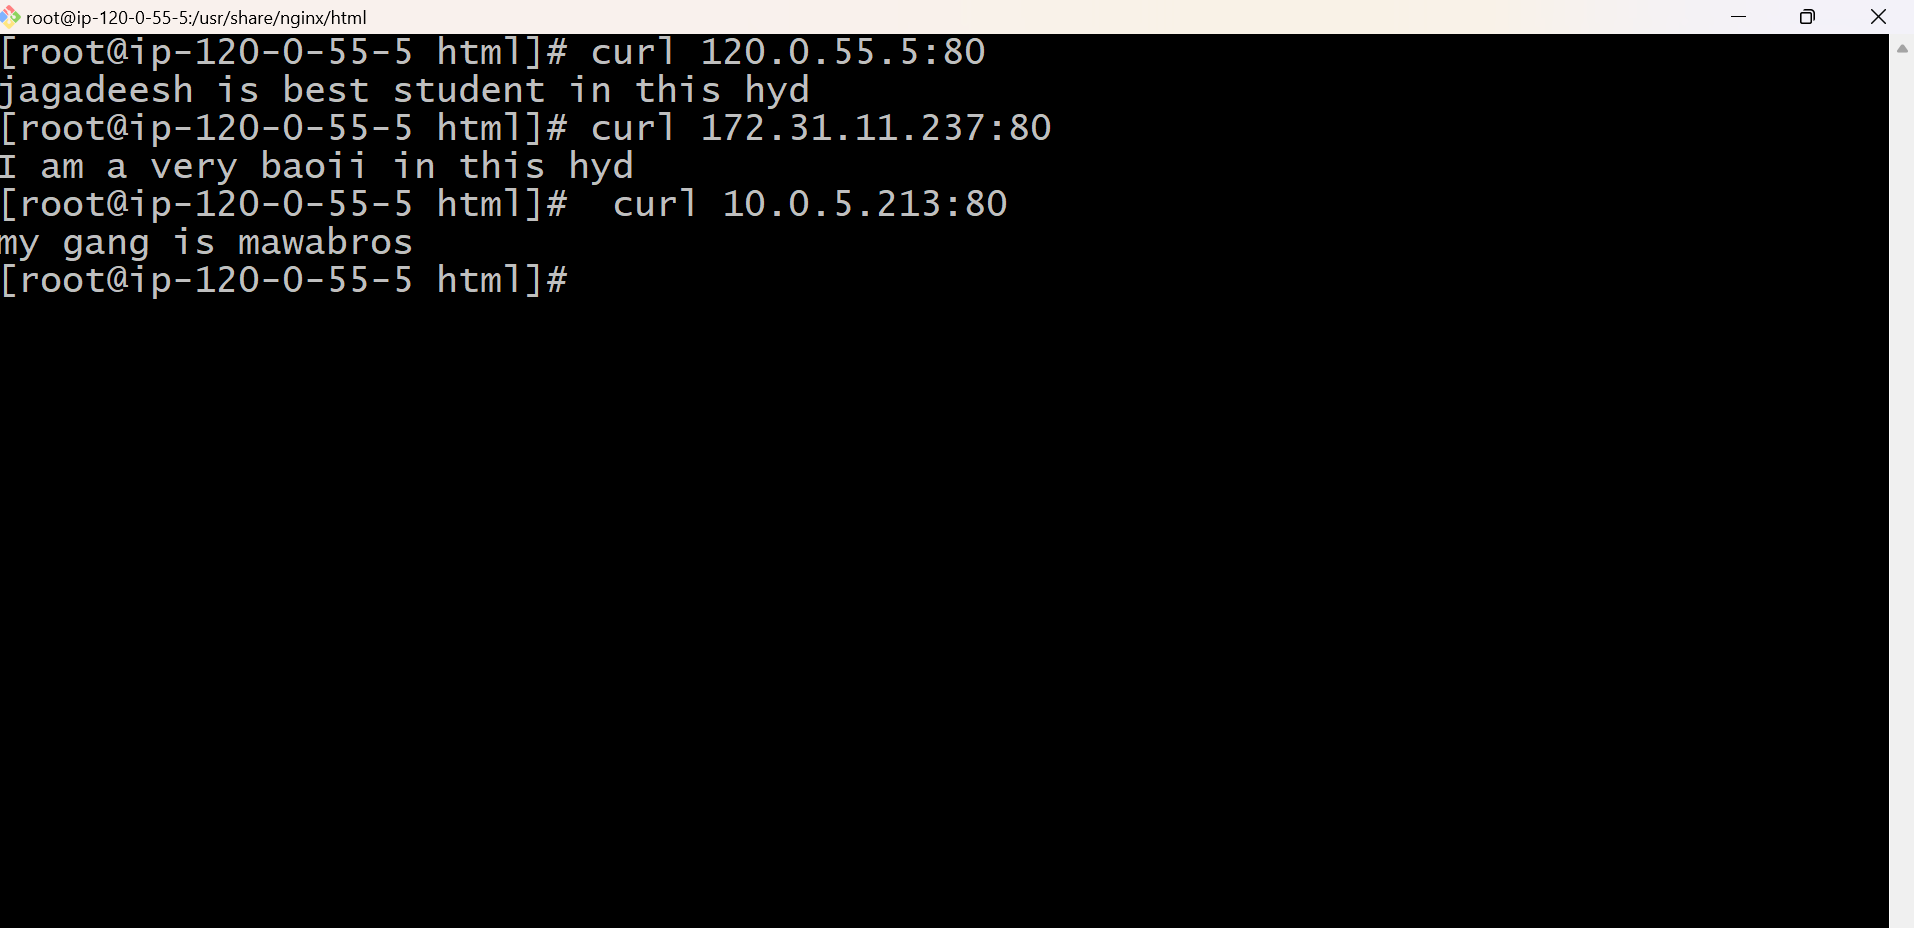 root@ip-120-0-55-5:/usr/share/nginx/html
[root@ip-120-0-55-5 html]# curl 120.0.55.5:80
jagadeesh is best student in this hyd
[root@ip-120-0-55-5 html]# curl 172.31.11.237:80
I am a very baoii in this hyd
[root@ip-120-0-55-5 html]#  curl 10.0.5.213:80
my gang is mawabros
[root@ip-120-0-55-5 html]#